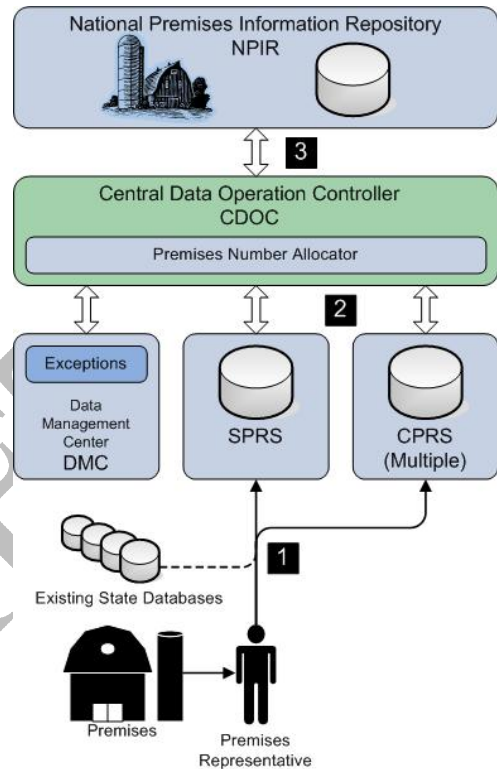 National Premises Information Repository
NPIR
3
Central Data Operation Controller
CDOC
Premises Number Allocator
2
Exceptions
Data
Management
Center
DMC
SPRS
CPRS
(Multiple)
1
Existing State Databases
Premises
Premises
Representative